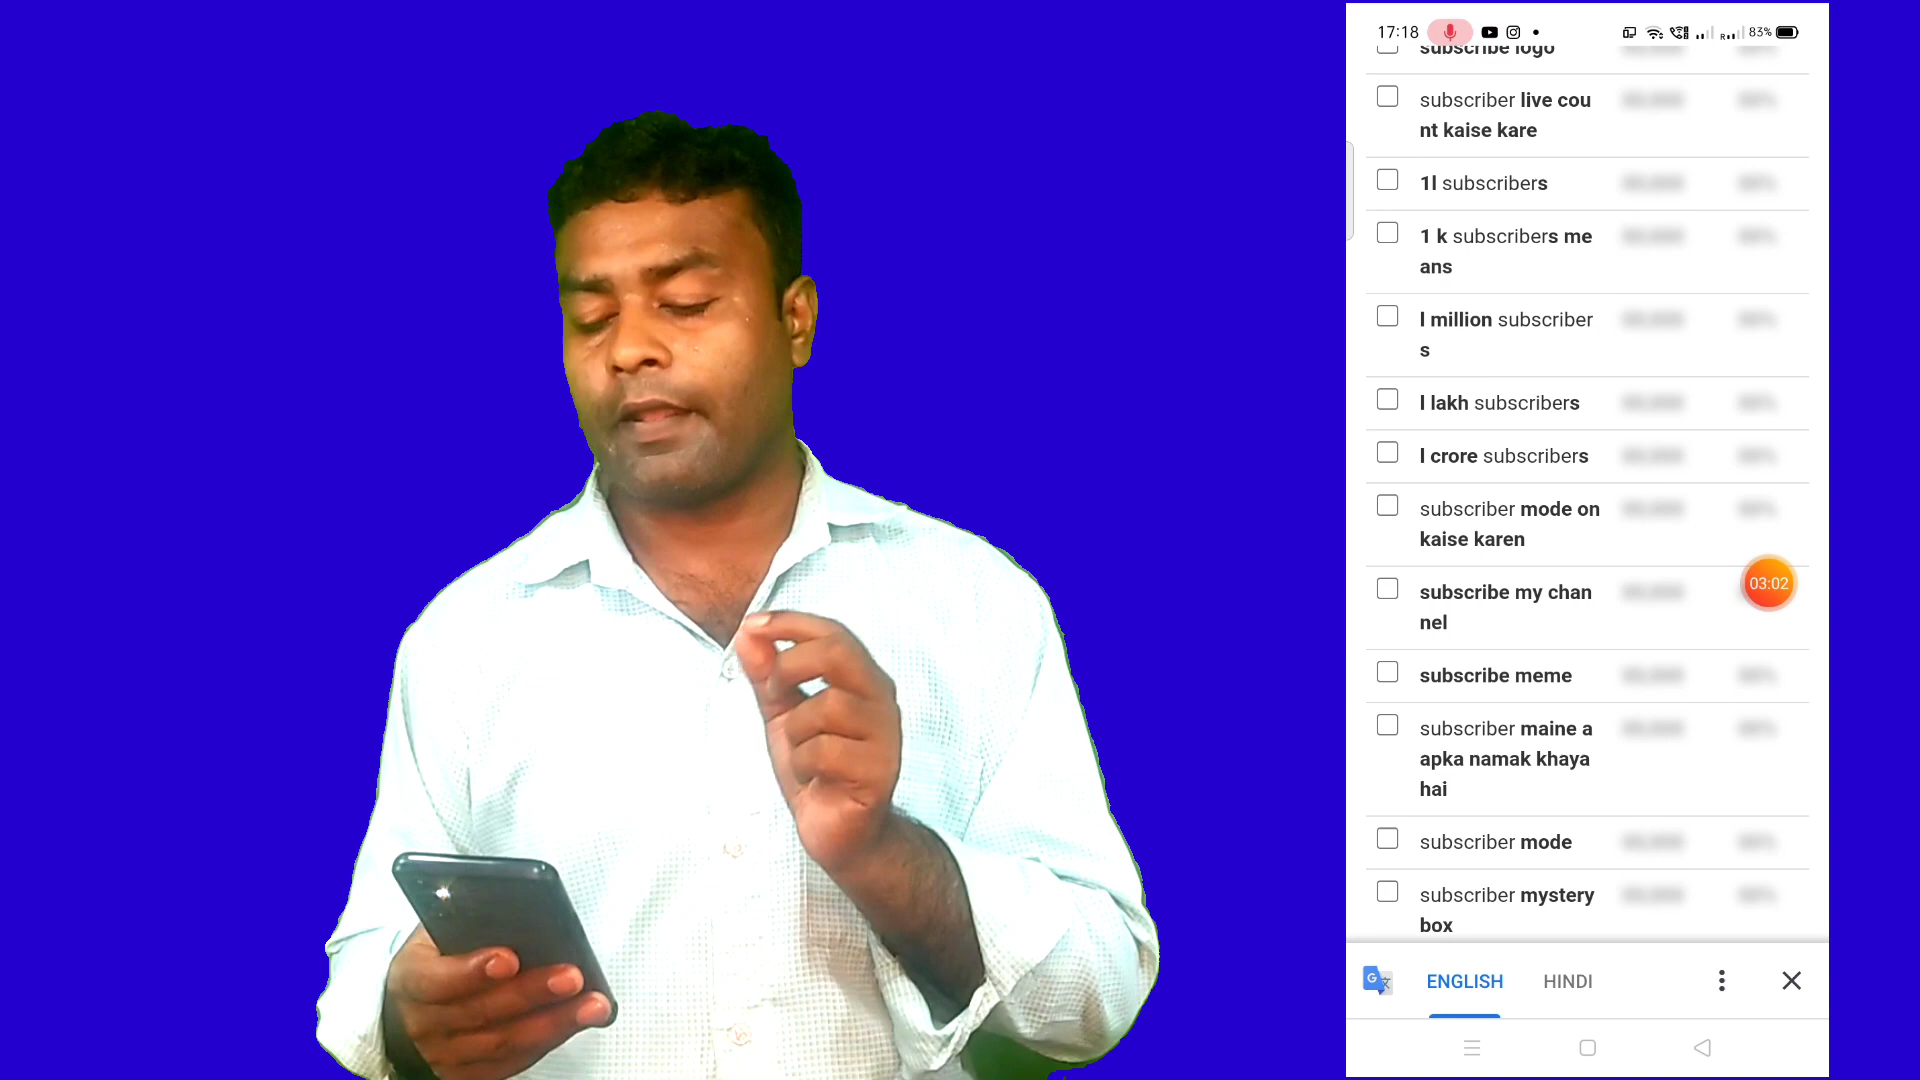 17:18
83%
subscribe logo
subscriber live cou
nt kaise kare
1l subscribers
1 k subscribers me
ans
l million subscriber
s
l lakh subscribers
l crore subscribers
subscriber mode on
kaise karen
03:02
subscribe my chan
nel
subscribe meme
subscriber maine a
apka namak khaya
hai
subscriber mode
subscriber mystery
box
ENGLISH HINDI